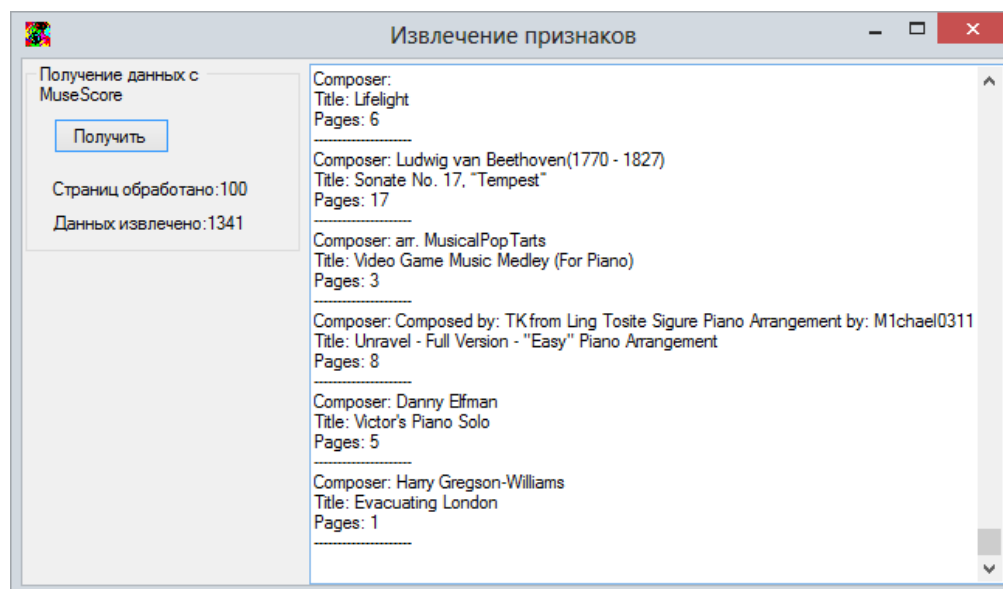 Извлечение признаков
Получение данных с
MuseScore
Получить
Страниц обработано:100
Данных извлечено:1341
Composer:
Title: Lifelight
Pages: 6
---------------------
Composer: Ludwig van Beethoven(1770 - 1827)
Title: Sonate No. 17, "Tempest"
Pages: 17
---------------------
Composer: arr. MusicalPopTarts
Title: Video Game Music Medley (For Piano)
Pages: 3
---------------------
Composer: Composed by: TK from Ling Tosite Sigure Piano Arrangement by: M1chael0311
Title: Unravel - Full Version - "Easy" Piano Arrangement
Pages: 8
---------------------
Composer: Danny Elfman
Title: Victor's Piano Solo
Pages: 5
---------------------
Composer: Harry Gregson-Williams
Title: Evacuating London
Pages: 1
---------------------